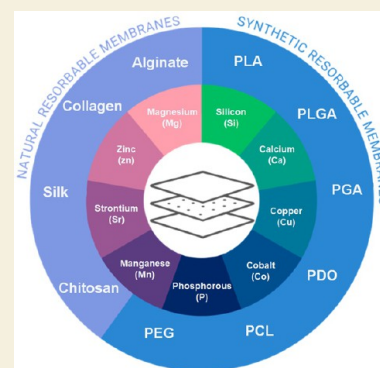 NATURAL RESORBABLE MEMBRANES
SYNTHETIC RESORBABLE MEMBRANES
Alginate
PLA
Collagen
PLGA
Silk
PGA
Chitosan
PDO
PEG
PCL
Magnesium
(Mg)
Silicon
(Si)
Zinc
(zn)
Calcium
(Ca)
Strontium
(Sr)
Copper
(Cu)
Manganese
(Mn)
Cobalt
(Co)
Phosphorous
(P)